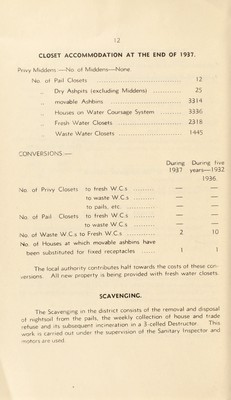 12
CLOSET ACCOMMODATION AT THE END OF 1937.
Privy Middens —No. of Middens—None.
No. of Pail Closets .................... 12
,, Dry Ashpits (excluding Middens) ............ 25
,, movable Ashbins .................... 3314
,, Houses on Water Coursage System ......... 3336
,, Fresh Water Closets .................... 2318
,, Waste Water Closets .................... 1445
CONVERSIONS.—
During During five
1937 years—1932
1936.
No. of Privy Closets to fresh W.C.s ......... — —
to waste W.C.s ......... — —
to pails, etc. ......... — —
No. of Pail Closets to fresh W.C.s ......... — —
to waste W.C.s ......... — —
No. of Waste W.C.s to Fresh W.C.s ......... 2 10
No. of Houses at which movable ashbins have
been substituted for fixed receptacles ...... 1 1
The local authority contributes half towards the costs of these con-
versions. All new property is being provided with fresh water closets.
SCAVENGING.
The Scavenging in the district consists of the removal and disposal
of nightsoil from the pails, the weekly collection of house and trade
refuse and its subsequent incineration in a 3-celled Destructor. This
work is carried out under the supervision of the Sanitary Inspector and
motors are used.